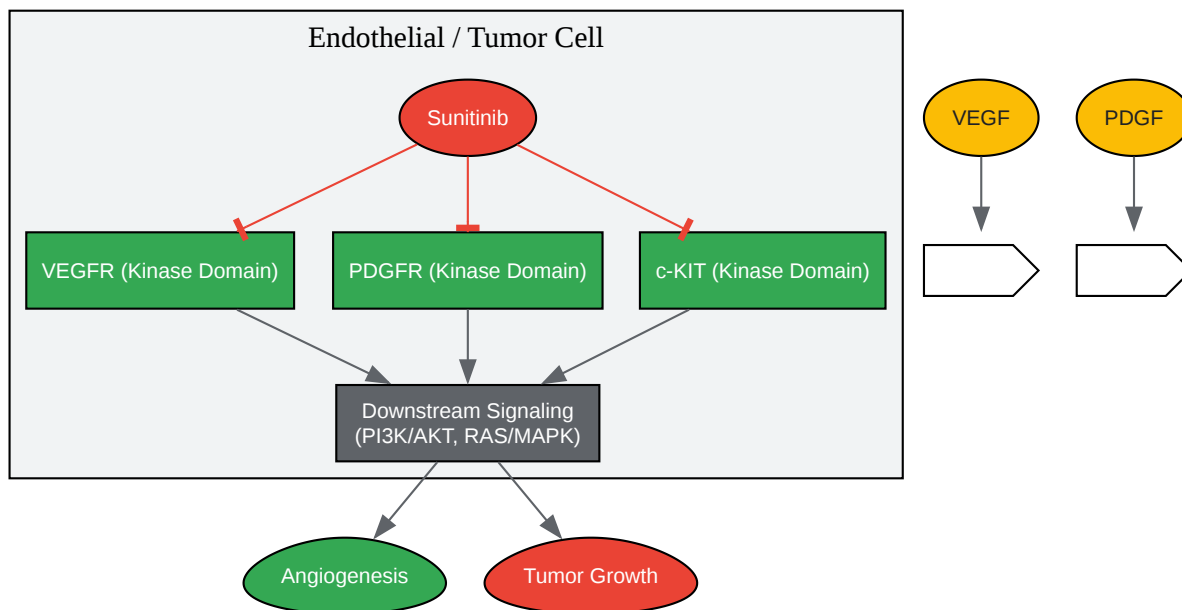 Endothelial / Tumor Cell
Sunitinib
VEGF
PDGF
VEGFR (Kinase Domain)
PDGFR (Kinase Domain)
c-KIT (Kinase Domain)
Downstream Signaling
(PI3K/AKT, RAS/MAPK)
Angiogenesis
Tumor Growth